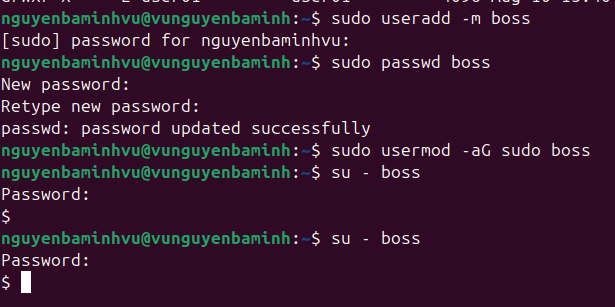 nguyenbaminhvu@vunguyenbaminh:~$ sudo useradd -m boss
[sudo] password for nguyenbaminhvu:
nguyenbaminhvu@vunguyenbaminh:~$ sudo passwd boss
New password:
Retype new password:
passwd: password updated successfully
nguyenbaminhvu@vunguyenbaminh:~$ sudo usermod -aG sudo boss
nguyenbaminhvu@vunguyenbaminh:~$ su - boss
Password:
$
nguyenbaminhvu@vunguyenbaminh:~$ su - boss
Password:
$